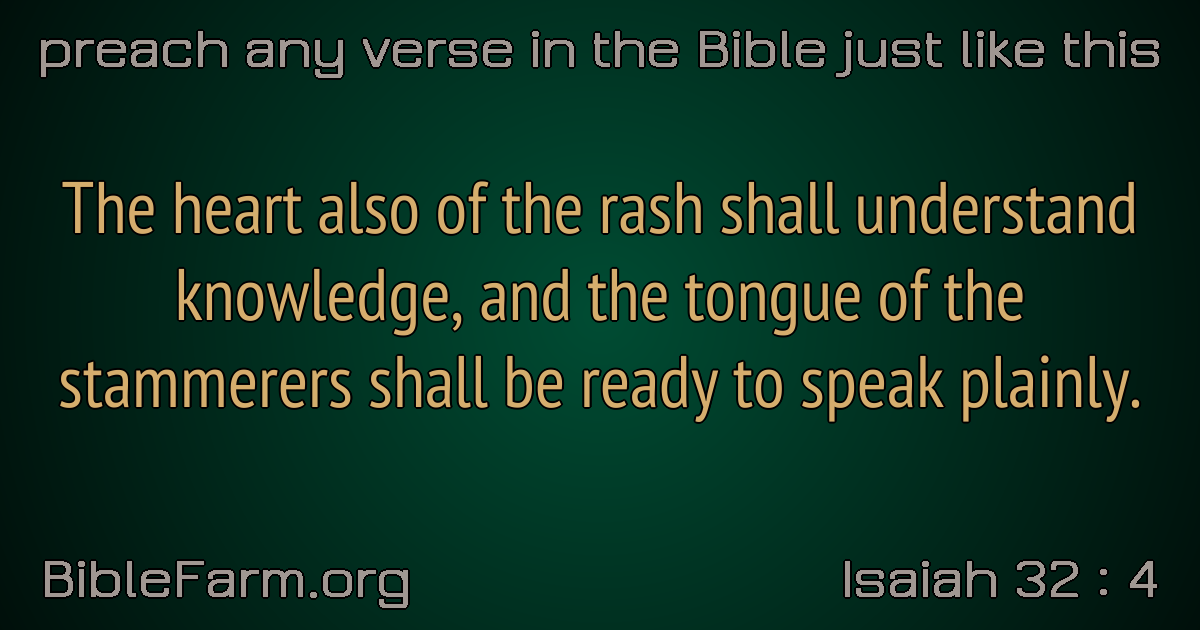 preach any verse in the Bible just like this
The heart also of the rash shall understand
knowledge, and the tongue of the
stammerers shall be ready to speak plainly.
BibleFarm.org
Isaiah 32 : 4